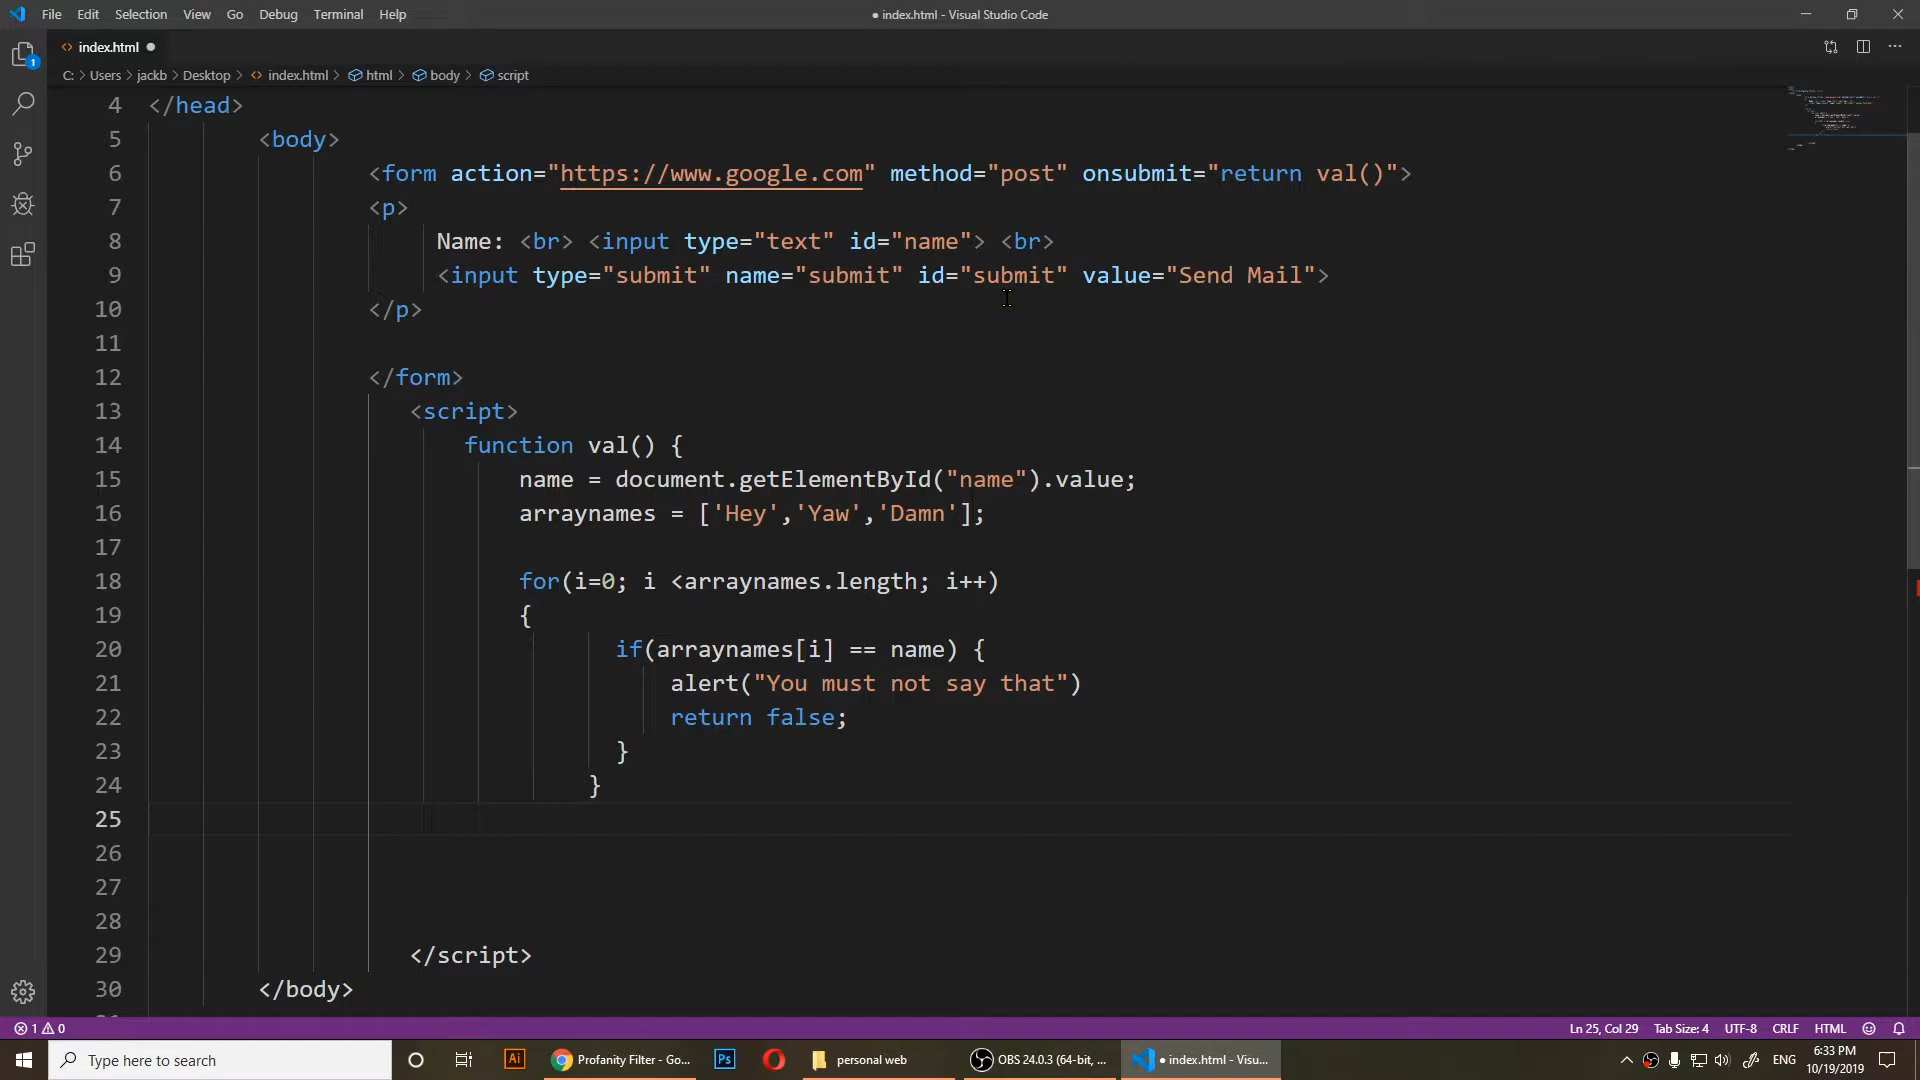 File Edit Selection View Go Debug Terminal Help
● index.html - Visual Studio Code
index.html ●
C: > Users > jackb > Desktop > index.html > html > body > script
4 </head>
5 <body>
6 <form action="https://www.google.com" method="post" onsubmit="return val()">
7 <p>
8 Name: <br> <input type="text" id="name"> <br>
9 <input type="submit" name="submit" id="submit" value="Send Mail">
10 </p>
11
12 </form>
13 <script>
14 function val() {
15 name = document.getElementById("name").value;
16 arraynames = ['Hey','Yaw','Damn'];
17
18 for(i=0; i <arraynames.length; i++)
19 {
20 if(arraynames[i] == name) {
21 alert("You must not say that")
22 return false;
23 }
24 }
25
26
27
28
29 </script>
30 </body>
1 0 Ln 25, Col 29 Tab Size: 4 UTF-8 CRLF HTML
Type here to search
Ai
Profanity Filter - Go...
Ps
personal web
OBS 24.0.3 (64-bit, ...
● index.html - Visu...
ENG
6:33 PM
10/19/2019